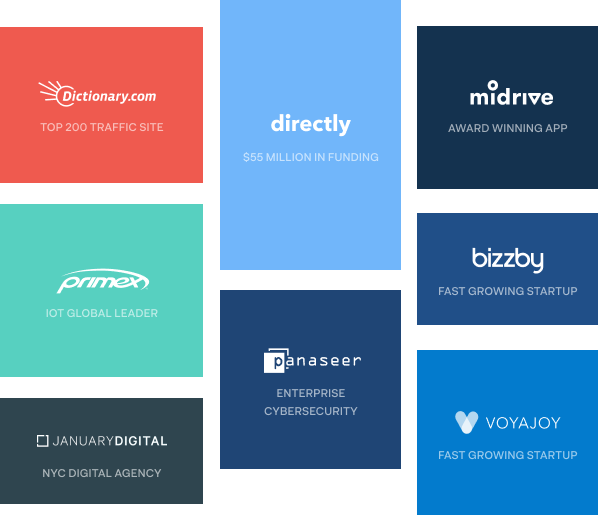 Dictionary.com
TOP 200 TRAFFIC SITE
primex
IOT GLOBAL LEADER
JANUARYDIGITAL
NYC DIGITAL AGENCY
directly
$55 MILLION IN FUNDING
panaseer
ENTERPRISE
CYBERSECURITY
midrive
AWARD WINNING APP
bizzby
FAST GROWING STARTUP
VOYAJOY
FAST GROWING STARTUP